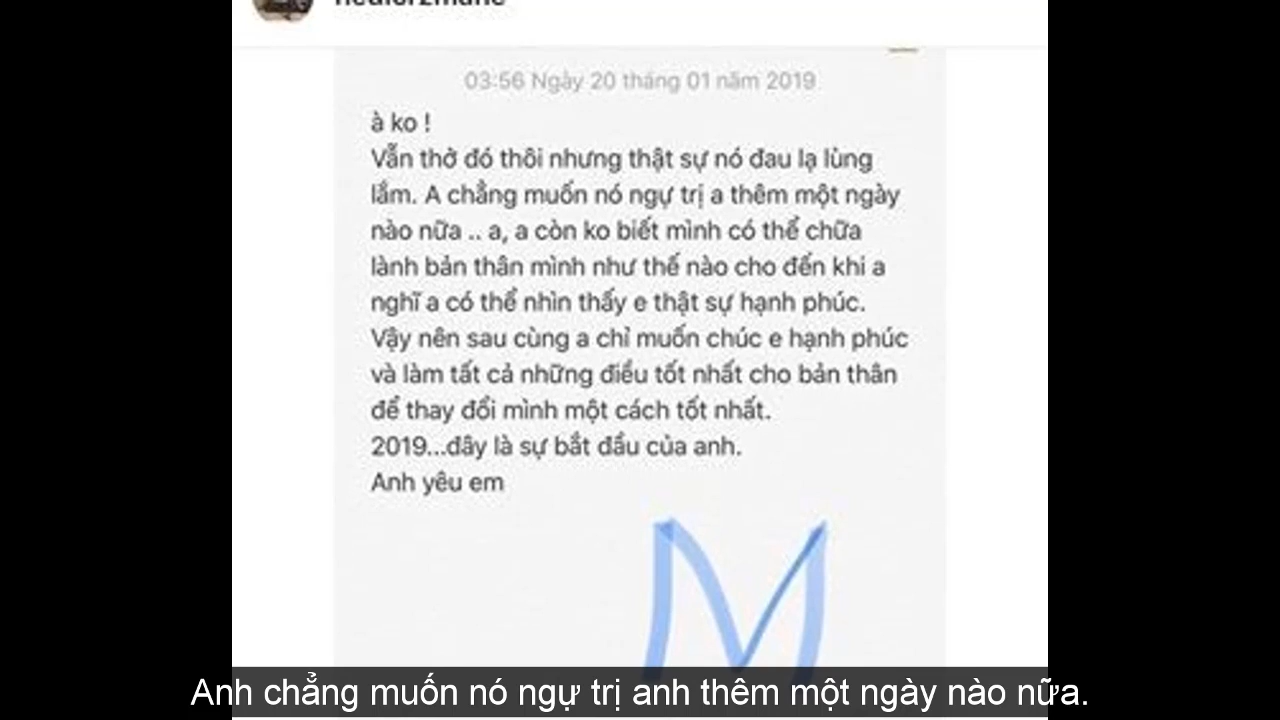 03:56 Ngày 20 tháng 01 năm 2019
à ko !
Vẫn thở đó thôi nhưng thật sự nó đau lạ lùng
lắm. A chẳng muốn nó ngự trị a thêm một ngày
nào nữa .. a, a còn ko biết mình có thể chữa
lành bản thân mình như thế nào cho đến khi a
nghĩ a có thể nhìn thấy e thật sự hạnh phúc.
Vậy nên sau cùng a chỉ muốn chúc e hạnh phúc
và làm tất cả những điều tốt nhất cho bản thân
để thay đổi mình một cách tốt nhất.
2019...đây là sự bắt đầu của anh.
Anh yêu em
M
Anh chẳng muốn nó ngự trị anh thêm một ngày nào nữa.